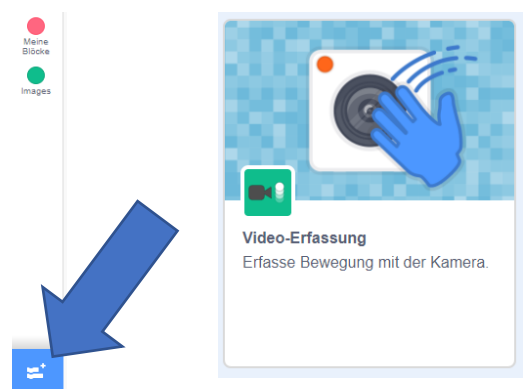 Meine
Blöcke
Images
Video-Erfassung
Erfasse Bewegung mit der Kamera.